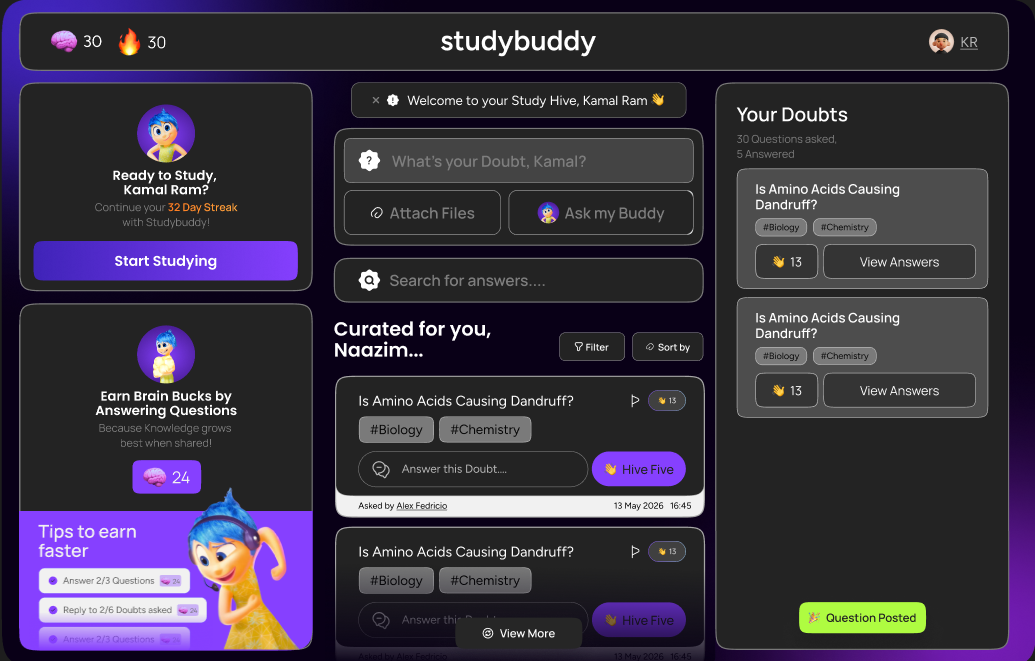 30
30
studybuddy
KR
Ready to Study,
Kamal Ram?
Continue your 32 Day Streak
with Studybuddy!
Start Studying
Earn Brain Bucks by
Answering Questions
Because Knowledge grows
best when shared!
24
Tips to earn
faster
Answer 2/3 Questions 24
Reply to 2/6 Doubts asked 24
Answer 2/3 Questions 24
Welcome to your Study Hive, Kamal Ram 👋
What's your Doubt, Kamal?
Attach Files
Ask my Buddy
Search for answers....
Curated for you,
Naazim...
Filter
Sort by
Is Amino Acids Causing Dandruff?
13
#Biology #Chemistry
Answer this Doubt....
👋 Hive Five
Asked by Alex Fedricio
13 May 2026 16:45
Is Amino Acids Causing Dandruff?
13
#Biology #Chemistry
Answer this Doubt....
👋 Hive Five
View More
Asked by Alex Fedricio
13 May 2026 16:45
Your Doubts
30 Questions asked,
5 Answered
Is Amino Acids Causing
Dandruff?
#Biology #Chemistry
👋 13
View Answers
Is Amino Acids Causing
Dandruff?
#Biology #Chemistry
👋 13
View Answers
🎉 Question Posted